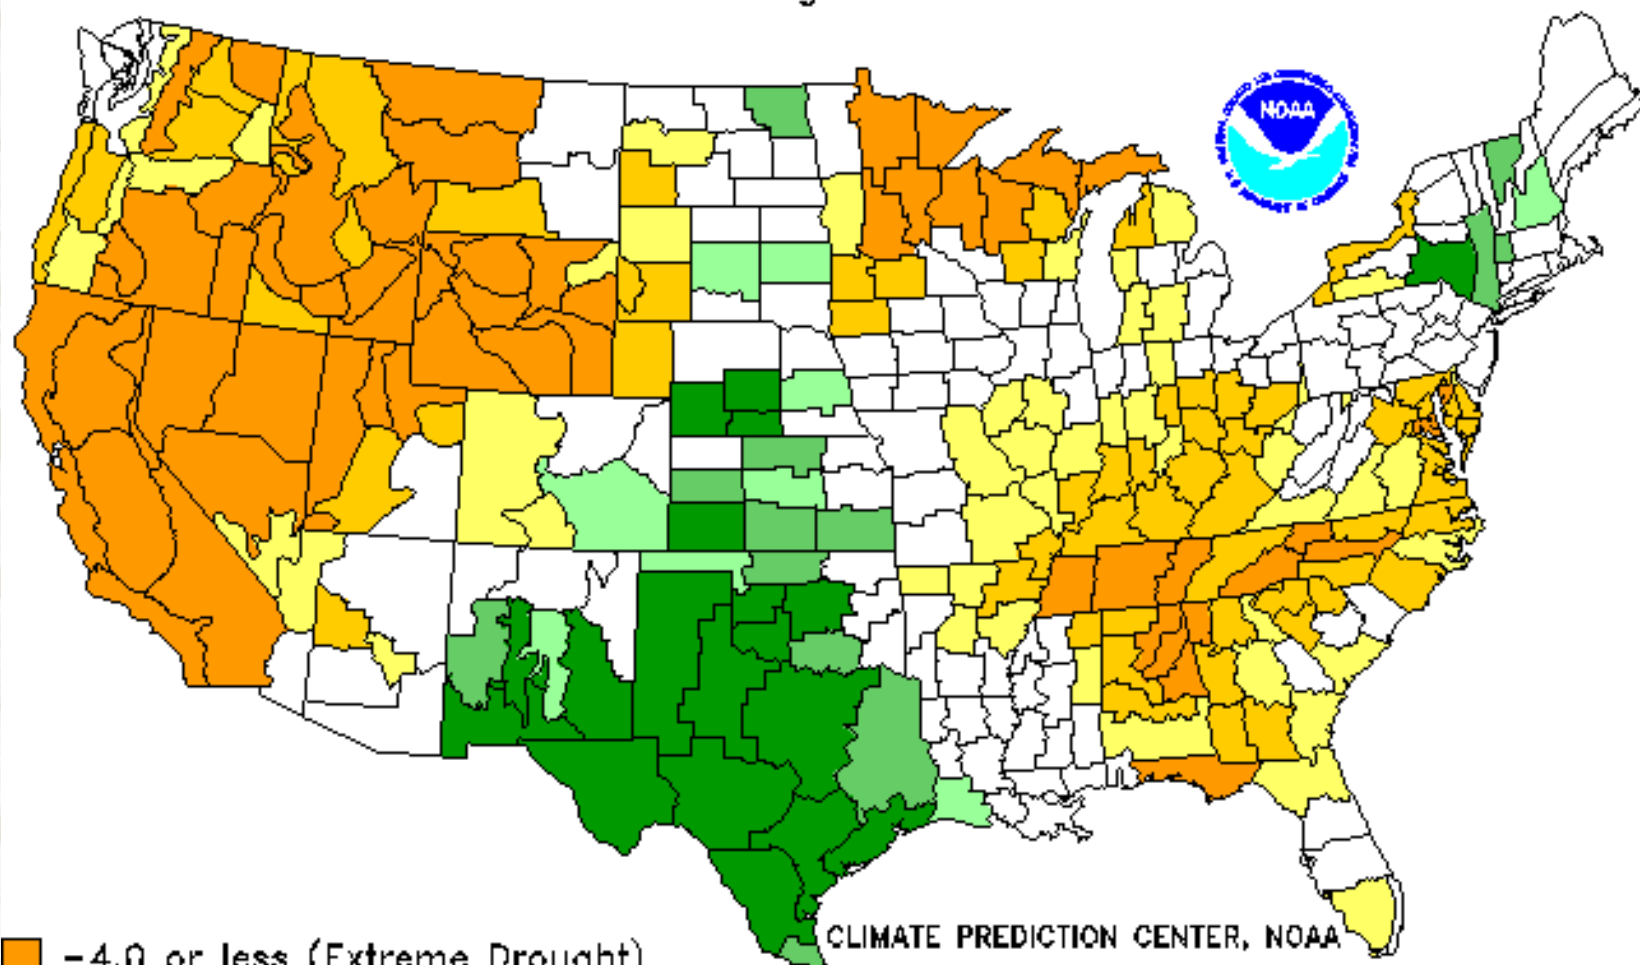 NOAA
CLIMATE PREDICTION CENTER, NOAA
-4.0 or less (Extreme Drought)